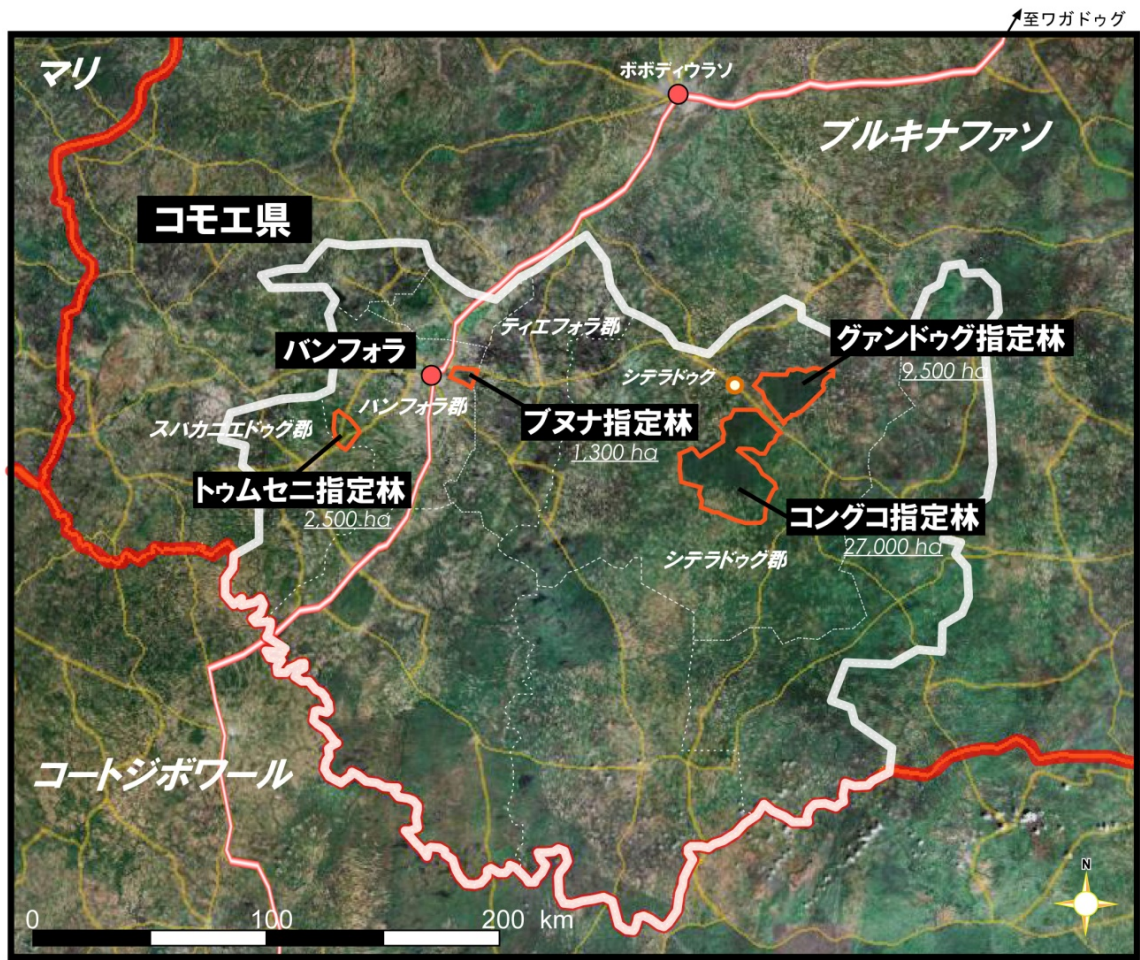 至ワガドゥグ
マリ
ボボディウラソ
ブルキナファソ
コモエ県
ティエフォラ郡
グァンドゥグ指定林
9,500 ha
バンフォラ
シテラドゥグ
バンフォラ郡
ブヌナ指定林
1,300 ha
スバカニエドゥグ郡
トゥムセニ指定林
2,500 ha
コングコ指定林
27,000 ha
シテラドゥグ郡
コートジボワール
N
0 100 200 km